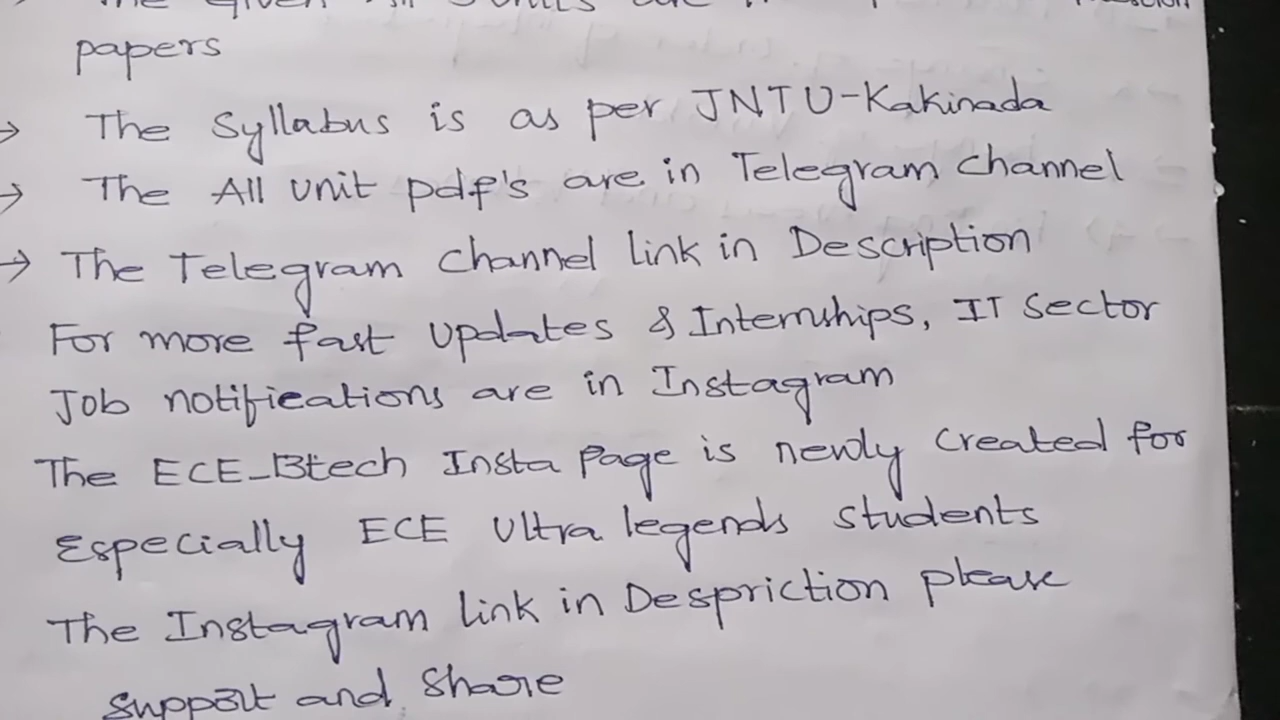 papers
→ The Syllabus is as per JNTU-Kakinada
→ The All unit pdf's are in Telegram channel
→ The Telegram channel link in Description
For more fast Updates & Internships, IT Sector
Job notifications are in Instagram
The ECE_Btech Insta page is newly created for
Especially ECE Ultra legends students
The Instagram link in Despriction please
support and share